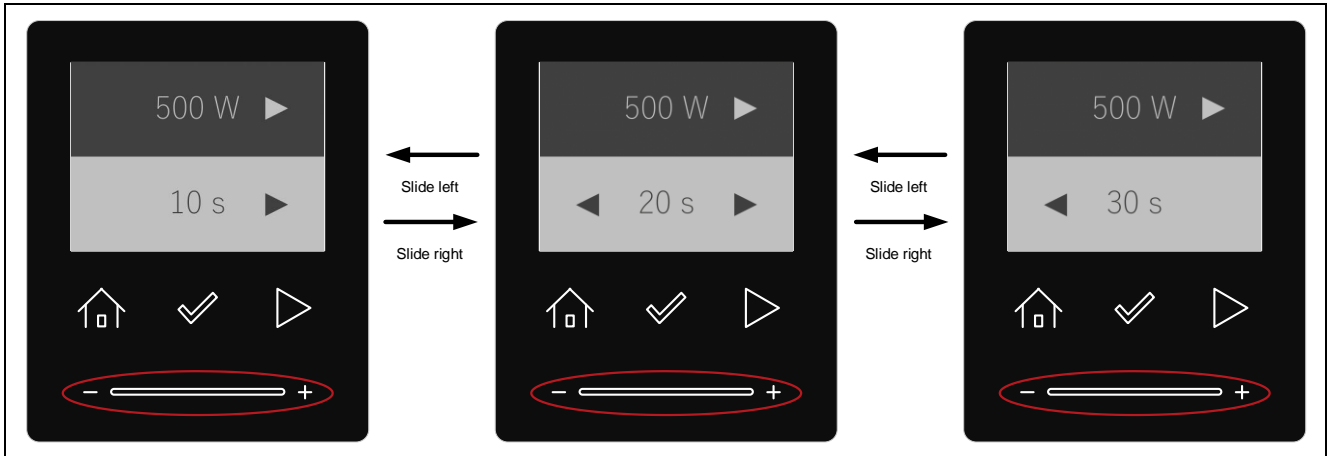 500 W
10 s
- +
Slide left
Slide right
500 W
20 s
- +
Slide left
Slide right
500 W
30 s
- +